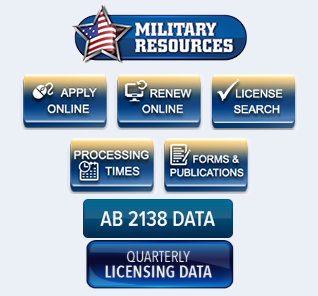 MILITARY
RESOURCES
APPLY
ONLINE
RENEW
ONLINE
LICENSE
SEARCH
PROCESSING
TIMES
FORMS &
PUBLICATIONS
AB 2138 DATA
QUARTERLY
LICENSING DATA